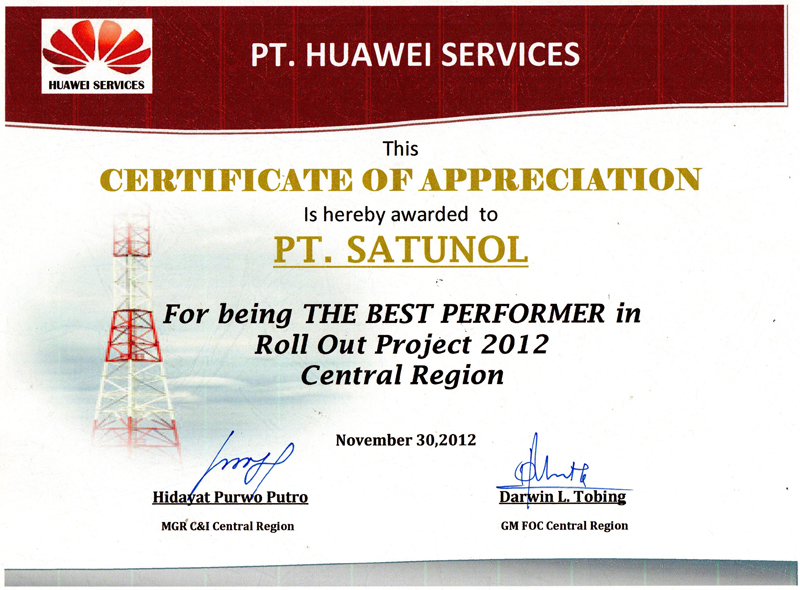 HUAWEI SERVICES
PT. HUAWEI SERVICES
This
CERTIFICATE OF APPRECIATION
Is hereby awarded to
PT. SATUNOL
For being THE BEST PERFORMER in
Roll Out Project 2012
Central Region
November 30,2012
Hidayat Purwo Putro
Darwin L. Tobing
MGR C&I Central Region
GM FOC Central Region